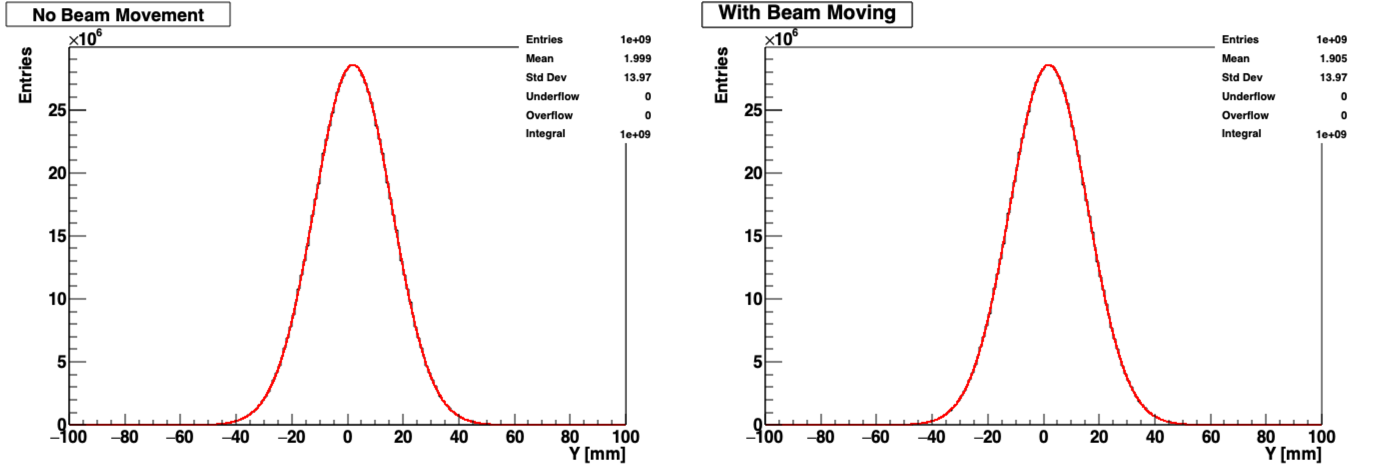 No Beam Movement
×10⁶
Entries
25
20
15
10
5
0
−100 −80 −60 −40 −20 0 20 40 60 80 100
Y [mm]
Entries 1e+09
Mean 1.999
Std Dev 13.97
Underflow 0
Overflow 0
Integral 1e+09
With Beam Moving
×10⁶
Entries
25
20
15
10
5
0
−100 −80 −60 −40 −20 0 20 40 60 80 100
Y [mm]
Entries 1e+09
Mean 1.905
Std Dev 13.97
Underflow 0
Overflow 0
Integral 1e+09